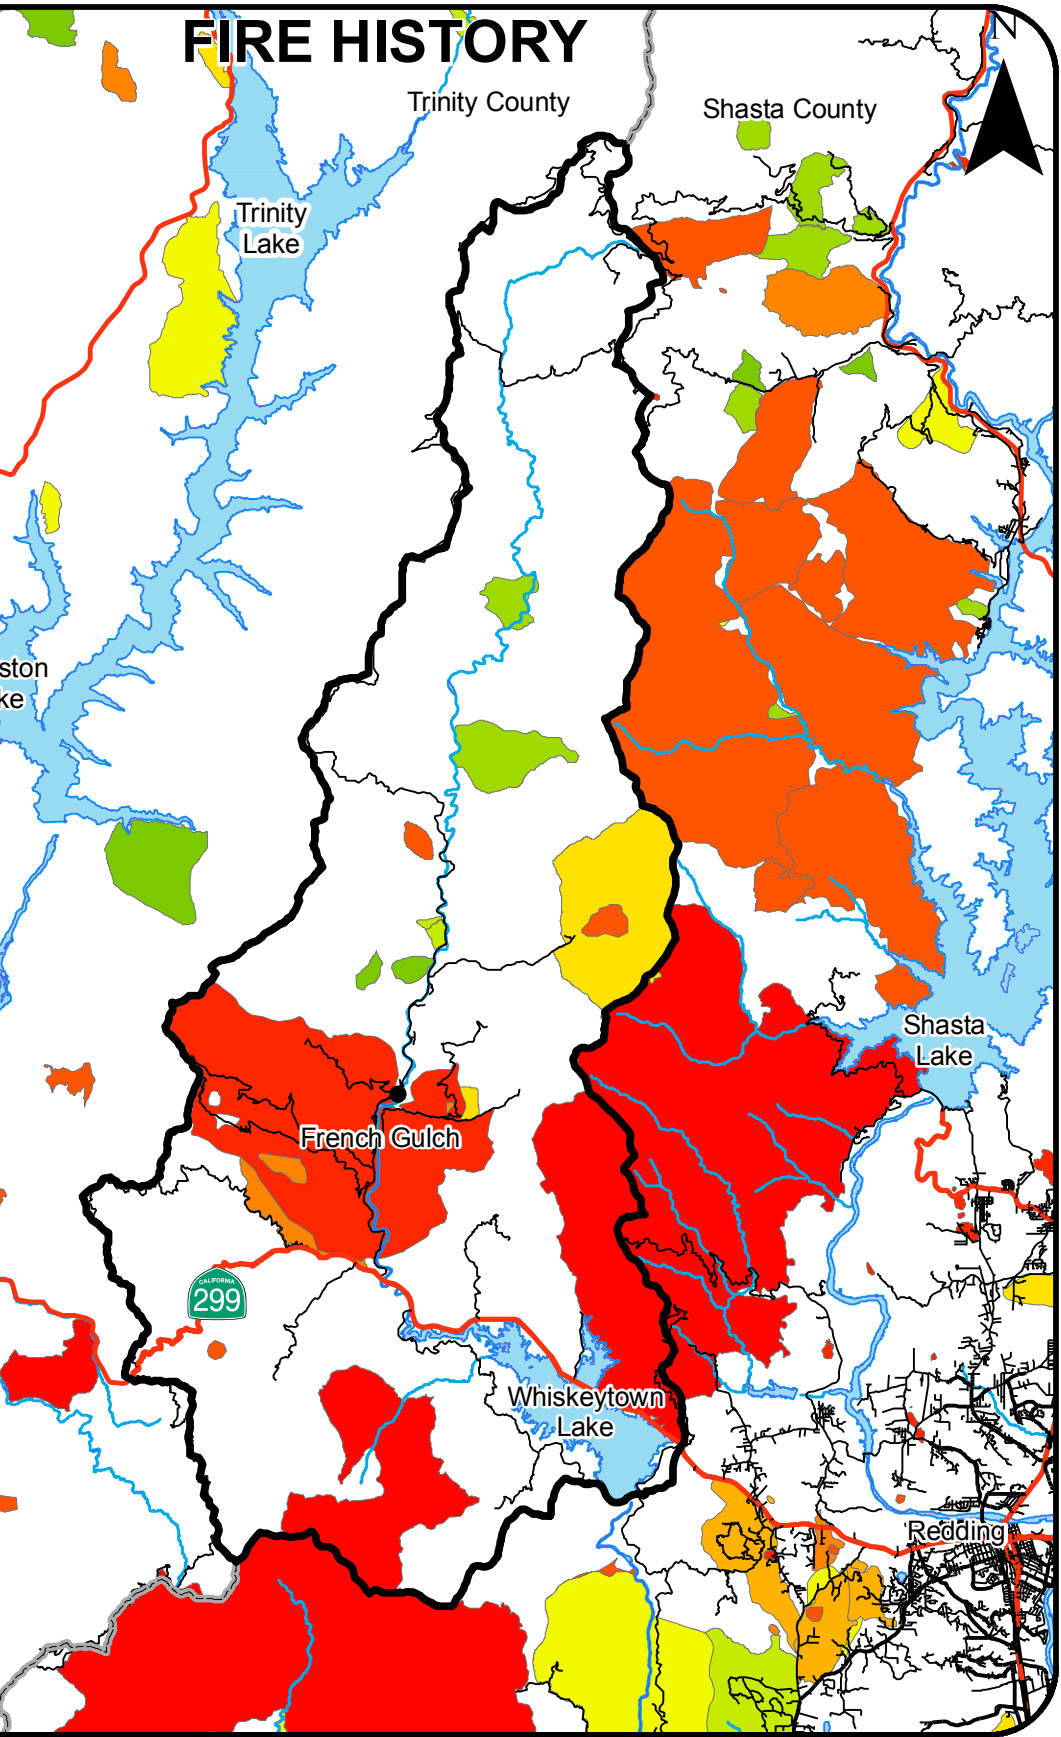 FIRE HISTORY
N
Trinity County
Shasta County
Trinity
Lake
ston
ke
Shasta
Lake
French Gulch
CALIFORNIA
299
Whiskeytown
Lake
Redding